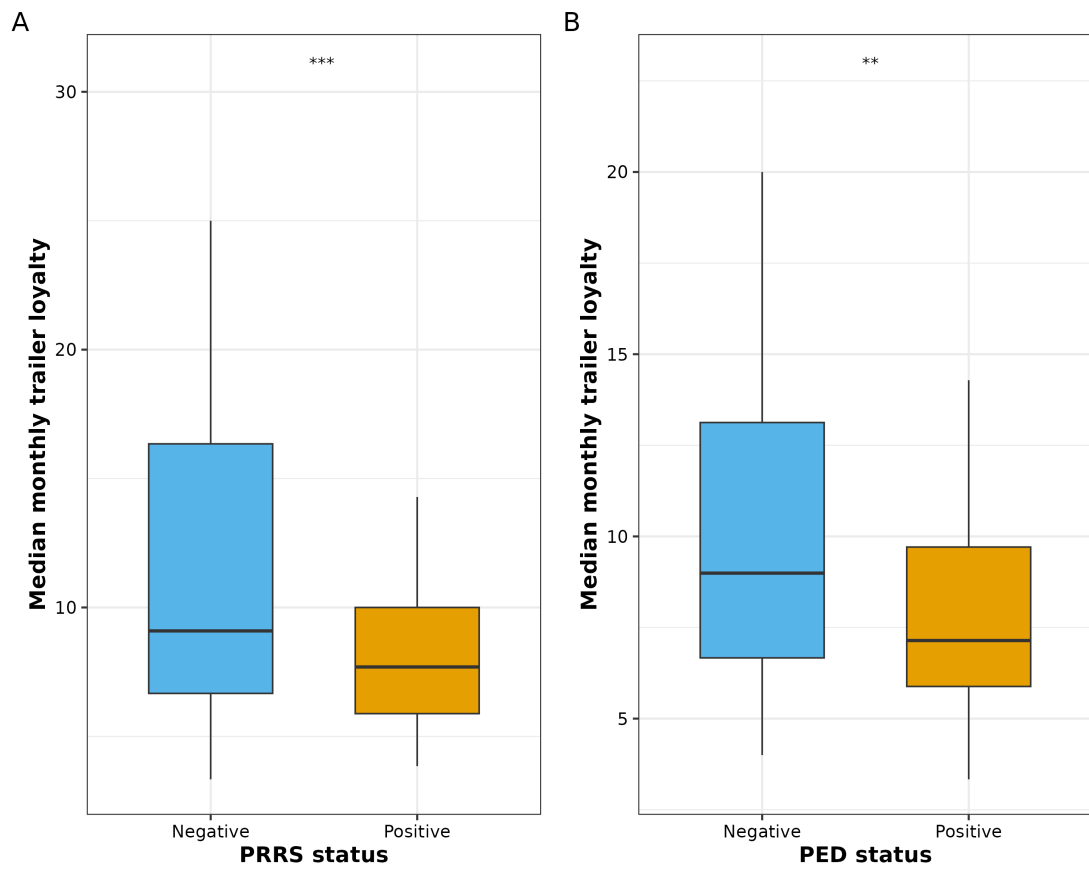 A
***
30
20
10
Median monthly trailer loyalty
Negative Positive
PRRS status
B
**
20
15
10
5
Median monthly trailer loyalty
Negative Positive
PED status